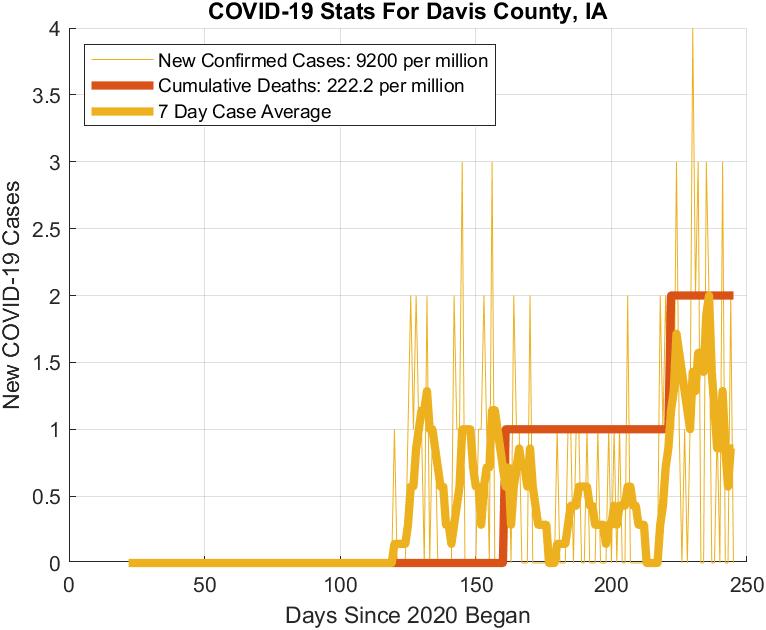 COVID-19 Stats For Davis County, IA
New Confirmed Cases: 9200 per million
Cumulative Deaths: 222.2 per million
7 Day Case Average
New COVID-19 Cases
4
3.5
3
2.5
2
1.5
1
0.5
0
0 50 100 150 200 250
Days Since 2020 Began